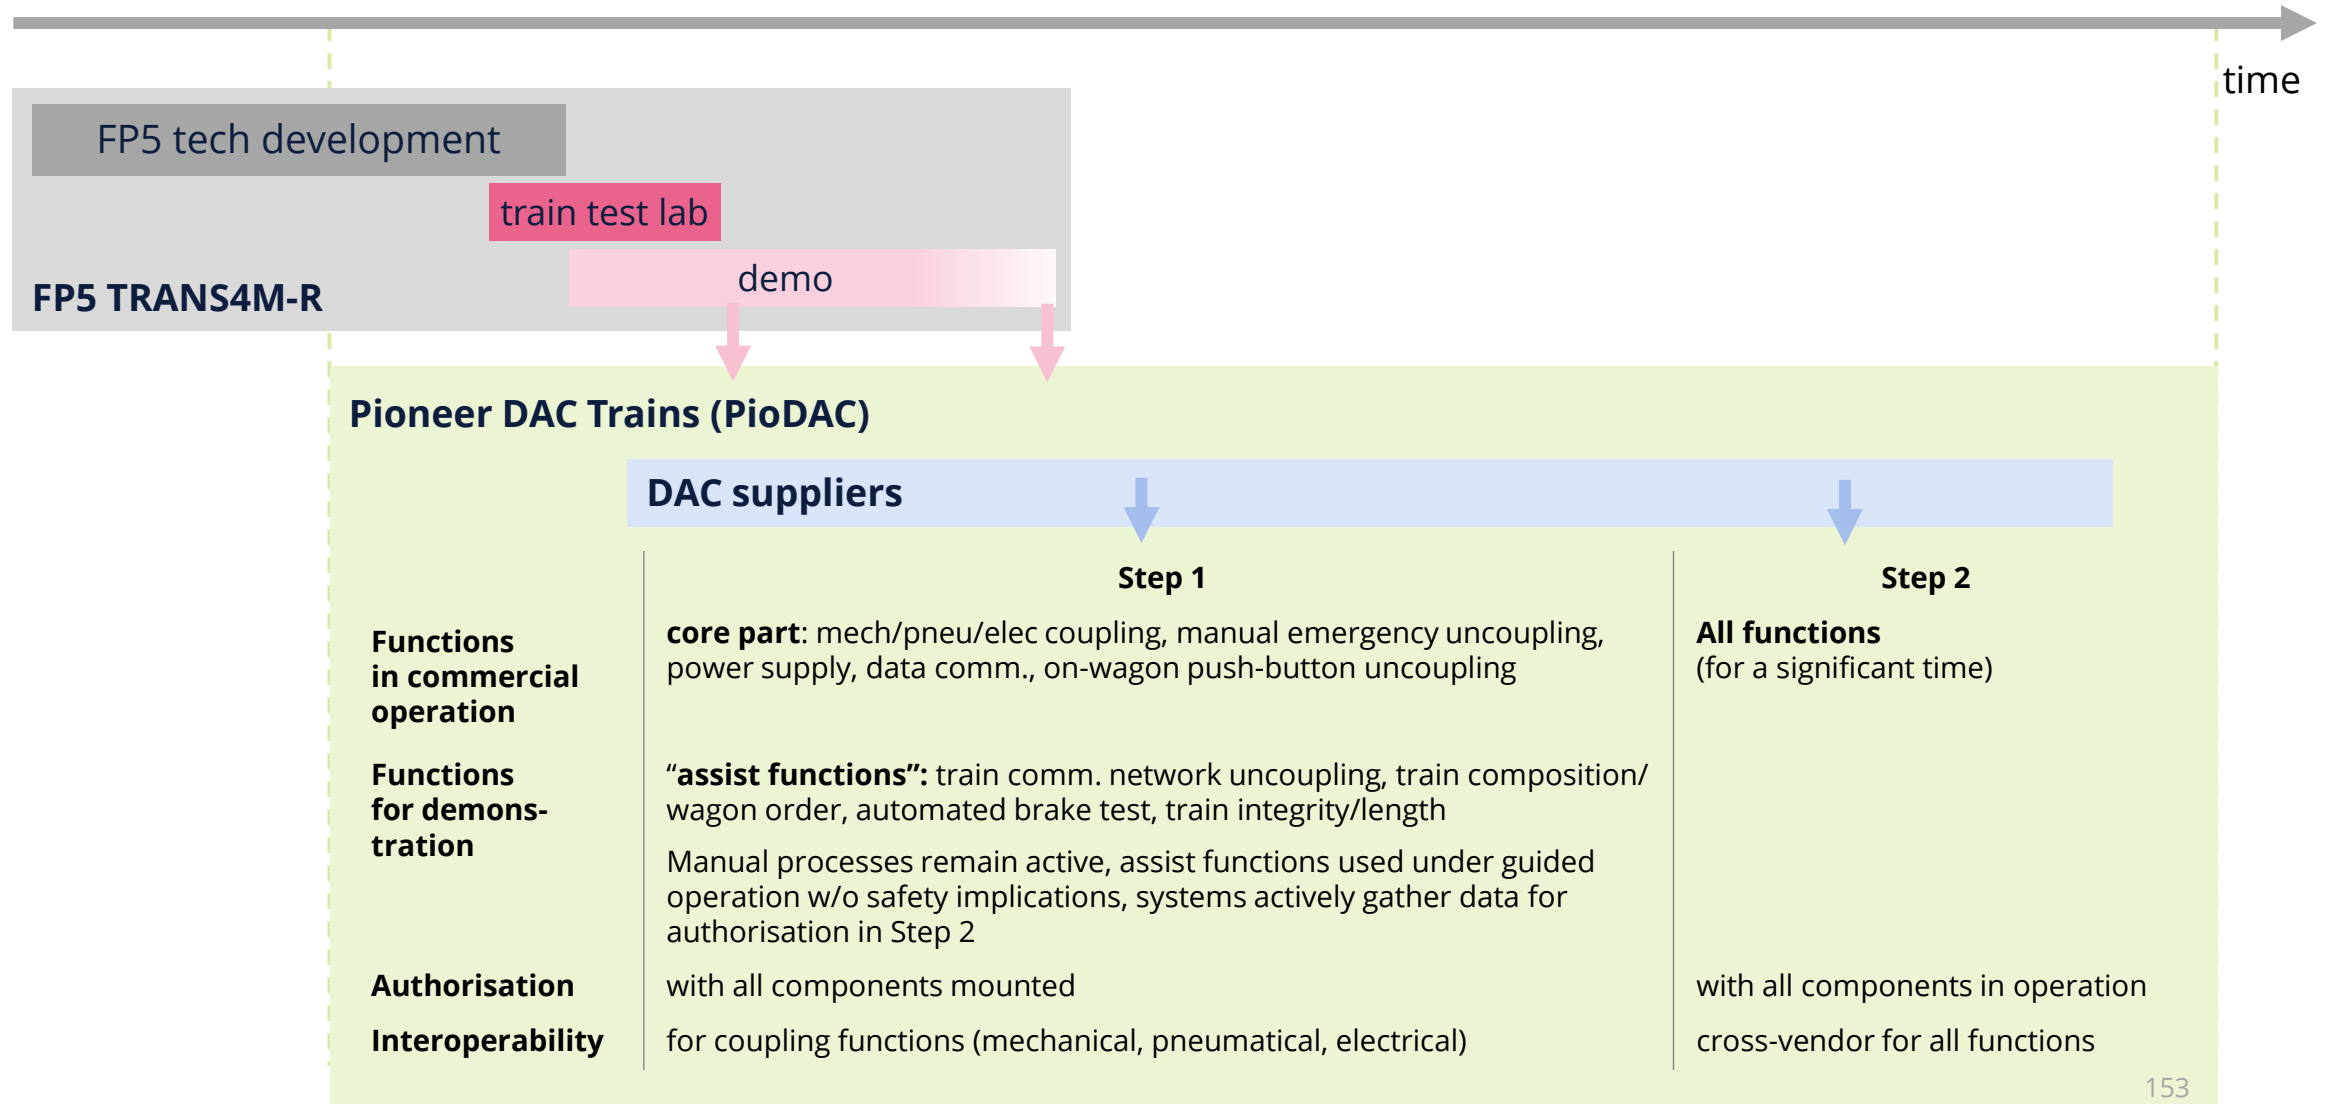 time
FP5 tech development
train test lab
demo
FP5 TRANS4M-R
Pioneer DAC Trains (PioDAC)
DAC suppliers
Step 1
Step 2
Functions
in commercial
operation
core part: mech/pneu/elec coupling, manual emergency uncoupling,
power supply, data comm., on-wagon push-button uncoupling
All functions
(for a significant time)
Functions
for demons-
tration
“assist functions”: train comm. network uncoupling, train composition/
wagon order, automated brake test, train integrity/length
Manual processes remain active, assist functions used under guided
operation w/o safety implications, systems actively gather data for
authorisation in Step 2
Authorisation
with all components mounted
with all components in operation
Interoperability
for coupling functions (mechanical, pneumatical, electrical)
cross-vendor for all functions
153